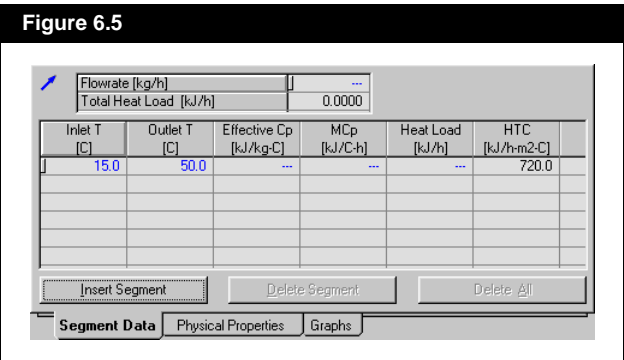 Figure 6.5
Flowrate [kg/h] ---
Total Heat Load [kJ/h] 0.0000
Inlet T Outlet T Effective Cp MCp Heat Load HTC
[C] [C] [kJ/kg-C] [kJ/C-h] [kJ/h] [kJ/h-m2-C]
15.0 50.0 --- --- --- 720.0
Insert Segment Delete Segment Delete All
Segment Data Physical Properties Graphs